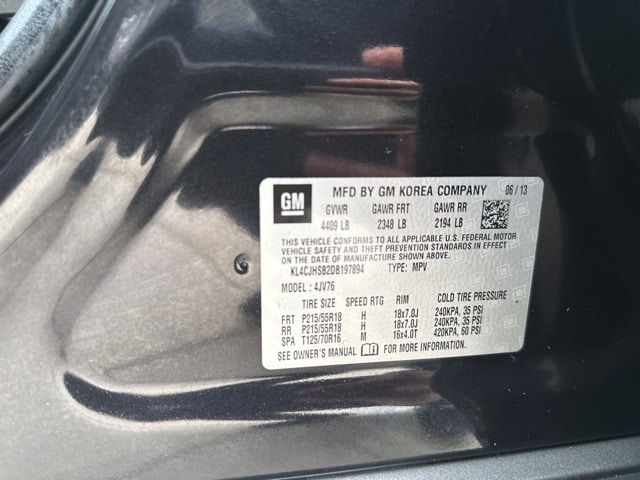 GM
MFD BY GM KOREA COMPANY 06/13
GVWR GAWR FRT GAWR RR
4409 LB 2348 LB 2194 LB
THIS VEHICLE CONFORMS TO ALL APPLICABLE U.S. FEDERAL MOTOR
VEHICLE SAFETY AND THEFT PREVENTION STANDARDS IN EFFECT
ON THE DATE OF MANUFACTURE SHOWN ABOVE.
KL4CJHSB2DB197894 TYPE: MPV
MODEL: 4JV76
TIRE SIZE SPEED RTG RIM COLD TIRE PRESSURE
FRT P215/55R18 H 18x7.0J 240KPA, 35 PSI
RR P215/55R18 H 18x7.0J 240KPA, 35 PSI
SPA T125/70R16 M 16x4.0T 420KPA, 60 PSI
SEE OWNER'S MANUAL FOR MORE INFORMATION.